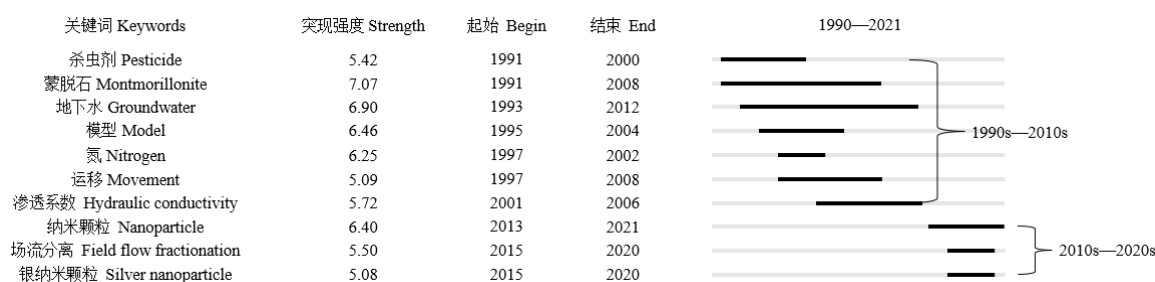 关键词 Keywords 突现强度 Strength 起始 Begin 结束 End 1990—2021
杀虫剂 Pesticide 5.42 1991 2000
蒙脱石 Montmorillonite 7.07 1991 2008
地下水 Groundwater 6.90 1993 2012
模型 Model 6.46 1995 2004
氮 Nitrogen 6.25 1997 2002
运移 Movement 5.09 1997 2008
渗透系数 Hydraulic conductivity 5.72 2001 2006
纳米颗粒 Nanoparticle 6.40 2013 2021
场流分离 Field flow fractionation 5.50 2015 2020
银纳米颗粒 Silver nanoparticle 5.08 2015 2020
1990s—2010s
2010s—2020s